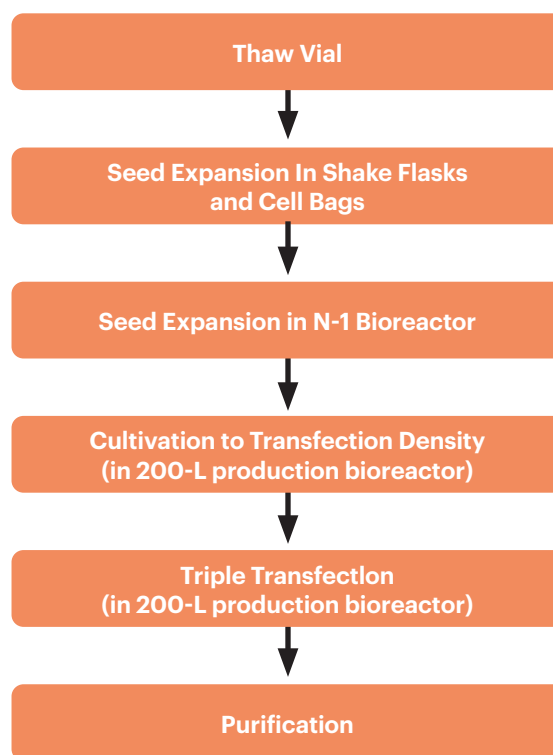 Thaw Vial
Seed Expansion In Shake Flasks
and Cell Bags
Seed Expansion in N-1 Bioreactor
Cultivation to Transfection Density
(in 200-L production bioreactor)
Triple Transfectlon
(in 200-L production bioreactor)
Purification